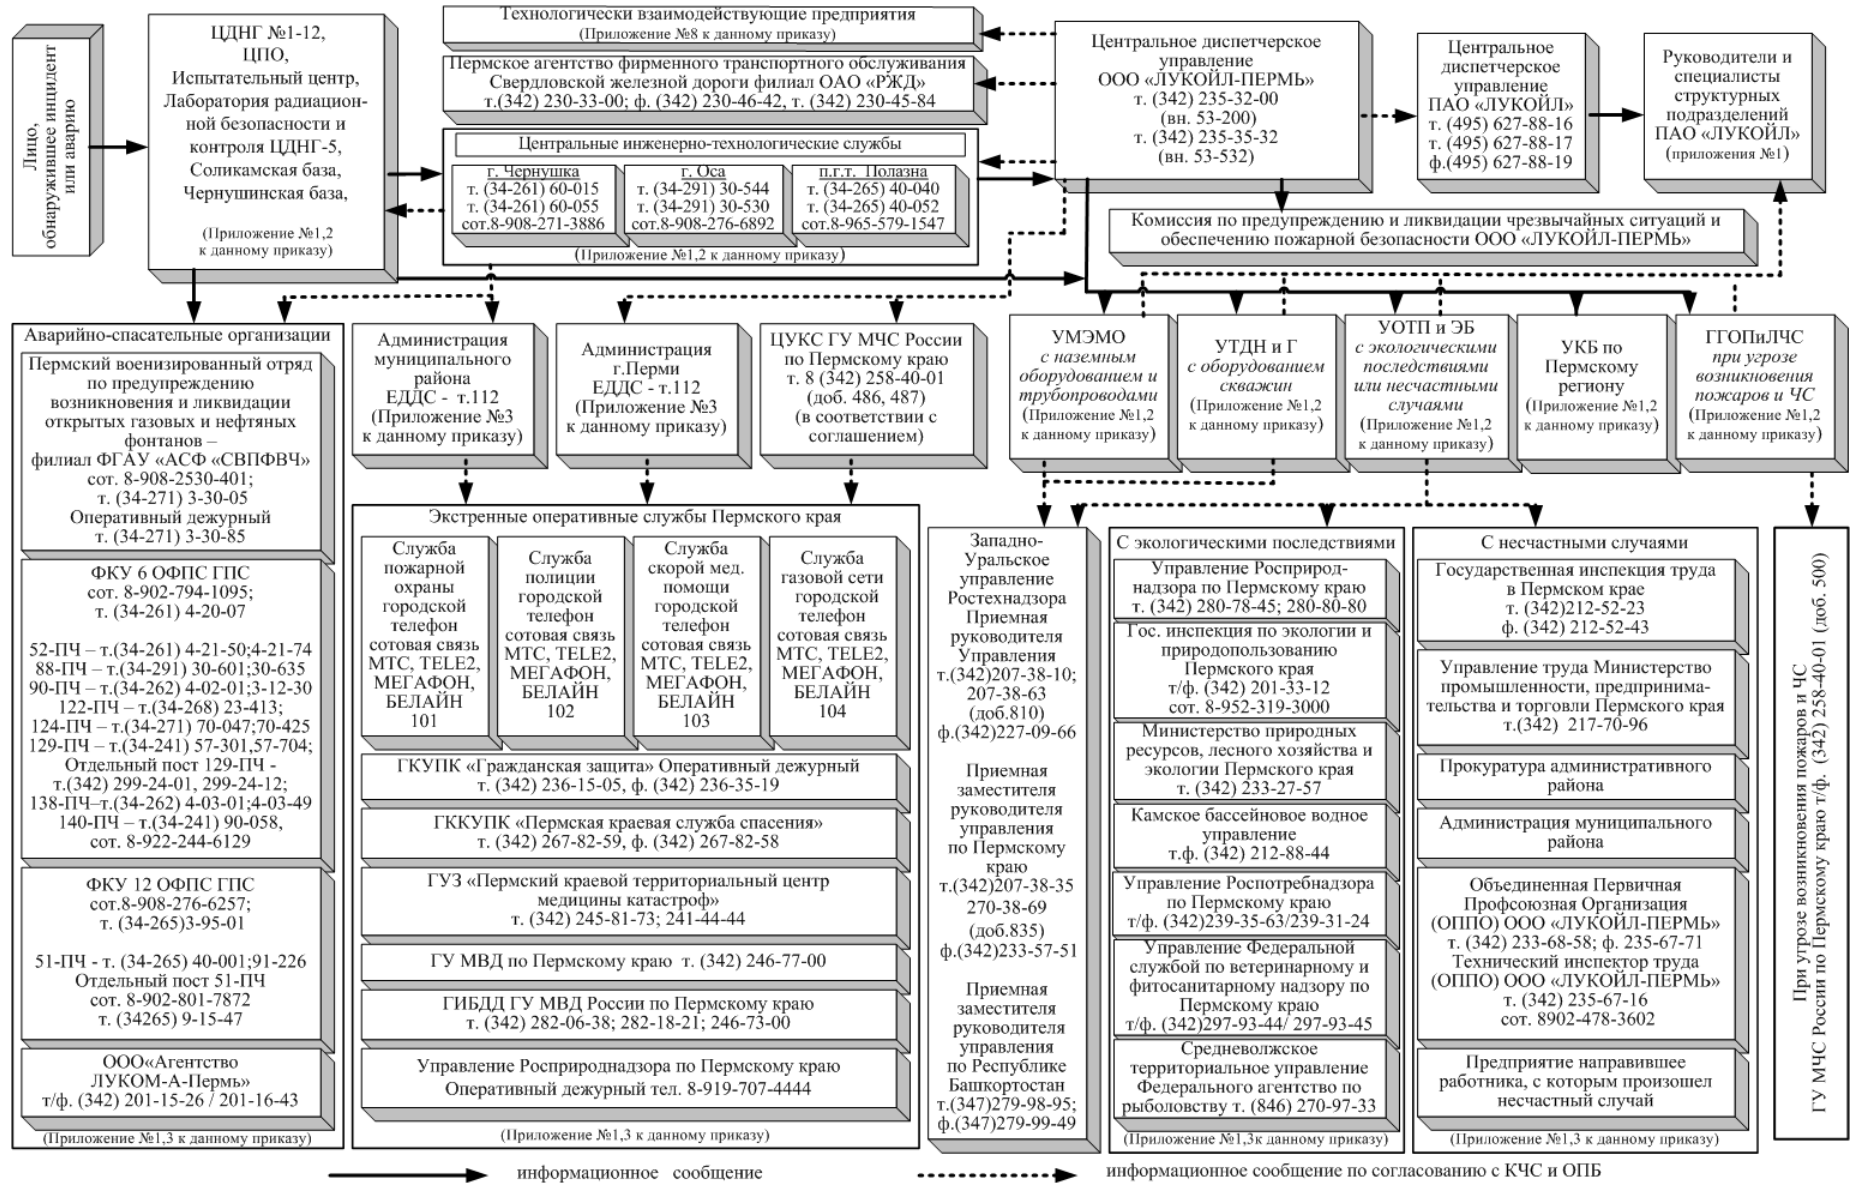 Лицо,
обнаружившее инцидент
или аварию
ЦДНГ №1-12,
ЦПО,
Испытательный центр,
Лаборатория радиацион-
ной безопасности и
контроля ЦДНГ-5,
Соликамская база,
Чернушинская база,
(Приложение №1,2
к данному приказу)
Технологически взаимодействующие предприятия
(Приложение №8 к данному приказу)
Пермское агентство фирменного транспортного обслуживания
Свердловской железной дороги филиал ОАО «РЖД»
т.(342) 230-33-00; ф. (342) 230-46-42, т. (342) 230-45-84
Центральные инженерно-технологические службы
г. Чернушка
т. (34-261) 60-015
т. (34-261) 60-055
сот.8-908-271-3886
г. Оса
т. (34-291) 30-544
т. (34-291) 30-530
сот.8-908-276-6892
п.г.т. Полазна
т. (34-265) 40-040
т. (34-265) 40-052
сот.8-965-579-1547
(Приложение №1,2 к данному приказу)
Центральное диспетчерское
управление
ООО «ЛУКОЙЛ-ПЕРМЬ»
т. (342) 235-32-00
(вн. 53-200)
т. (342) 235-35-32
(вн. 53-532)
Центральное
диспетчерское
управление
ПАО «ЛУКОЙЛ»
т. (495) 627-88-16
т. (495) 627-88-17
ф.(495) 627-88-19
Руководители и
специалисты
структурных
подразделений
ПАО «ЛУКОЙЛ»
(приложения №1)
Комиссия по предупреждению и ликвидации чрезвычайных ситуаций и
обеспечению пожарной безопасности ООО «ЛУКОЙЛ-ПЕРМЬ»
Аварийно-спасательные организации
Пермский военизированный отряд
по предупреждению
возникновения и ликвидации
открытых газовых и нефтяных
фонтанов –
филиал ФГАУ «АСФ «СВПФВЧ»
сот. 8-908-2530-401;
т. (34-271) 3-30-05
Оперативный дежурный
т. (34-271) 3-30-85
ФКУ 6 ОФПС ГПС
сот. 8-902-794-1095;
т. (34-261) 4-20-07
52-ПЧ – т.(34-261) 4-21-50;4-21-74
88-ПЧ – т.(34-291) 30-601;30-635
90-ПЧ – т.(34-262) 4-02-01;3-12-30
122-ПЧ – т.(34-268) 23-413;
124-ПЧ – т.(34-271) 70-047;70-425
129-ПЧ – т.(34-241) 57-301,57-704;
Отдельный пост 129-ПЧ -
т.(342) 299-24-01, 299-24-12;
138-ПЧ–т.(34-262) 4-03-01;4-03-49
140-ПЧ – т.(34-241) 90-058,
сот. 8-922-244-6129
ФКУ 12 ОФПС ГПС
сот.8-908-276-6257;
т. (34-265)3-95-01
51-ПЧ - т. (34-265) 40-001;91-226
Отдельный пост 51-ПЧ
сот. 8-902-801-7872
т. (34265) 9-15-47
ООО«Агентство
ЛУКОМ-А-Пермь»
т/ф. (342) 201-15-26 / 201-16-43
(Приложение №1,3 к данному приказу)
Администрация
муниципального
района
ЕДДС - т.112
(Приложение №3
к данному приказу)
Администрация
г.Перми
ЕДДС - т.112
(Приложение №3
к данному приказу)
ЦУКС ГУ МЧС России
по Пермскому краю
т. 8 (342) 258-40-01
(доб. 486, 487)
(в соответствии с
соглашением)
УМЭМО
с наземным
оборудованием и
трубопроводами
(Приложение №1,2
к данному приказу)
УТДН и Г
с оборудованием
скважин
(Приложение №1,2
к данному приказу)
УОТП и ЭБ
с экологическими
последствиями
или несчастными
случаями
(Приложение №1,2
к данному приказу)
УКБ по
Пермскому
региону
(Приложение №1,2
к данному приказу)
ГГОПиЛЧС
при угрозе
возникновения
пожаров и ЧС
(Приложение №1,2
к данному приказу)
Экстренные оперативные службы Пермского края
Служба
пожарной
охраны
городской
телефон
сотовая связь
МТС, TELE2,
МЕГАФОН,
БЕЛАЙН
101
Служба
полиции
городской
телефон
сотовая связь
МТС, TELE2,
МЕГАФОН,
БЕЛАЙН
102
Служба
скорой мед.
помощи
городской
телефон
сотовая связь
МТС, TELE2,
МЕГАФОН,
БЕЛАЙН
103
Служба
газовой сети
городской
телефон
сотовая связь
МТС, TELE2,
МЕГАФОН,
БЕЛАЙН
104
ГКУПК «Гражданская защита» Оперативный дежурный
т. (342) 236-15-05, ф. (342) 236-35-19
ГККУПК «Пермская краевая служба спасения»
т. (342) 267-82-59, ф. (342) 267-82-58
ГУЗ «Пермский краевой территориальный центр
медицины катастроф»
т. (342) 245-81-73; 241-44-44
ГУ МВД по Пермскому краю т. (342) 246-77-00
ГИБДД ГУ МВД России по Пермскому краю
т. (342) 282-06-38; 282-18-21; 246-73-00
Управление Росприроднадзора по Пермскому краю
Оперативный дежурный тел. 8-919-707-4444
(Приложение №1,3 к данному приказу)
Западно-
Уральское
управление
Ростехнадзора
Приемная
руководителя
Управления
т.(342)207-38-10;
207-38-63
(доб.810)
ф.(342)227-09-66
Приемная
заместителя
руководителя
управления
по Пермскому
краю
т.(342)207-38-35
270-38-69
(доб.835)
ф.(342)233-57-51
Приемная
заместителя
руководителя
управления
по Республике
Башкортостан
т.(347)279-98-95;
ф.(347)279-99-49
С экологическими последствиями
Управление Росприрод-
надзора по Пермскому краю
т. (342) 280-78-45; 280-80-80
Гос. инспекция по экологии и
природопользованию
Пермского края
т/ф. (342) 201-33-12
сот. 8-952-319-3000
Министерство природных
ресурсов, лесного хозяйства и
экологии Пермского края
т. (342) 233-27-57
Камское бассейновое водное
управление
т.ф. (342) 212-88-44
Управление Роспотребнадзора
по Пермскому краю
т/ф. (342)239-35-63/239-31-24
Управление Федеральной
службой по ветеринарному и
фитосанитарному надзору по
Пермскому краю
т/ф. (342)297-93-44/ 297-93-45
Средневолжское
территориальное управление
Федерального агентство по
рыболовству т. (846) 270-97-33
(Приложение №1,3к данному приказу)
С несчастными случаями
Государственная инспекция труда
в Пермском крае
т. (342)212-52-23
ф. (342) 212-52-43
Управление труда Министерство
промышленности, предпринима-
тельства и торговли Пермского края
т.(342) 217-70-96
Прокуратура административного
района
Администрация муниципального
района
Объединенная Первичная
Профсоюзная Организация
(ОППО) ООО «ЛУКОЙЛ-ПЕРМЬ»
т. (342) 233-68-58; ф. 235-67-71
Технический инспектор труда
(ОППО) ООО «ЛУКОЙЛ-ПЕРМЬ»
т. (342) 235-67-16
сот. 8902-478-3602
Предприятие направившее
работника, с которым произошел
несчастный случай
(Приложение №1,3 к данному приказу)
При угрозе возникновения пожаров и ЧС
ГУ МЧС России по Пермскому краю т/ф. (342) 258-40-01 (доб. 500)
информационное сообщение
информационное сообщение по согласованию с КЧС и ОПБ